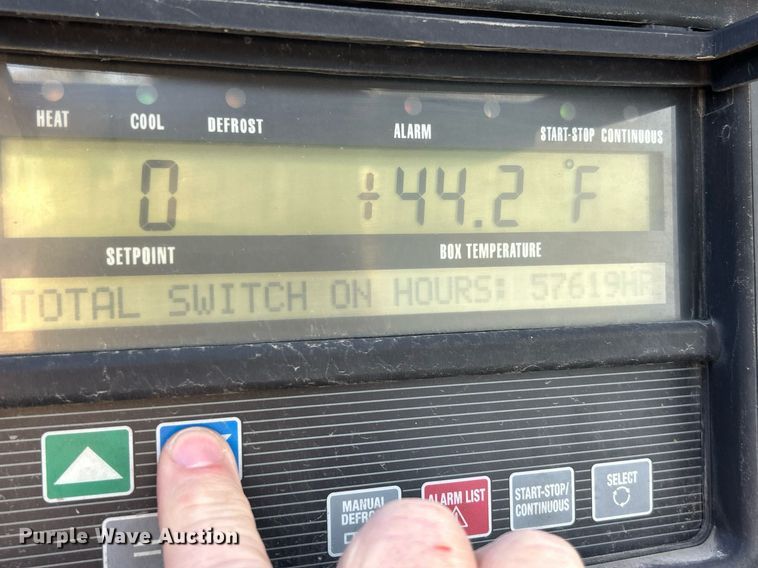 HEAT COOL DEFROST ALARM START-STOP CONTINUOUS
0 +44.2 °F
SETPOINT BOX TEMPERATURE
TOTAL SWITCH ON HOURS: 57619HR
SELECT
START-STOP/
CONTINUOUS
ALARM LIST
MANUAL
Purple Wave Auction